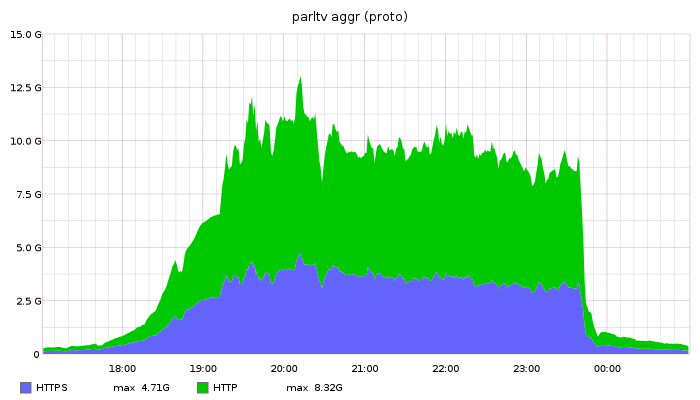 parltv aggr (proto)
15.0 G
12.5 G
10.0 G
7.5 G
5.0 G
2.5 G
0
18:00 19:00 20:00 21:00 22:00 23:00 00:00
HTTPS max 4.71G HTTP max 8.32G